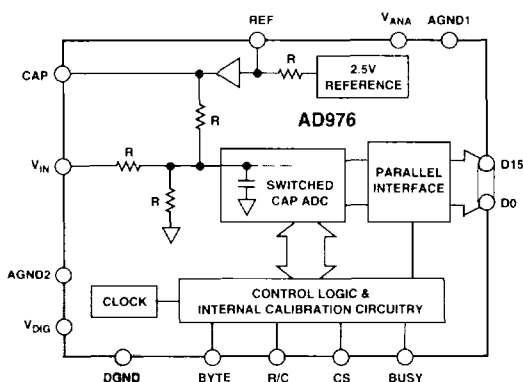 REF
VANA
AGND1
CAP
R
2.5V
REFERENCE
R
AD976
VIN
R
R
SWITCHED
CAP ADC
PARALLEL
INTERFACE
D15
D0
AGND2
CLOCK
CONTROL LOGIC &
INTERNAL CALIBRATION CIRCUITRY
VDIG
DGND
BYTE
R/C
CS
BUSY